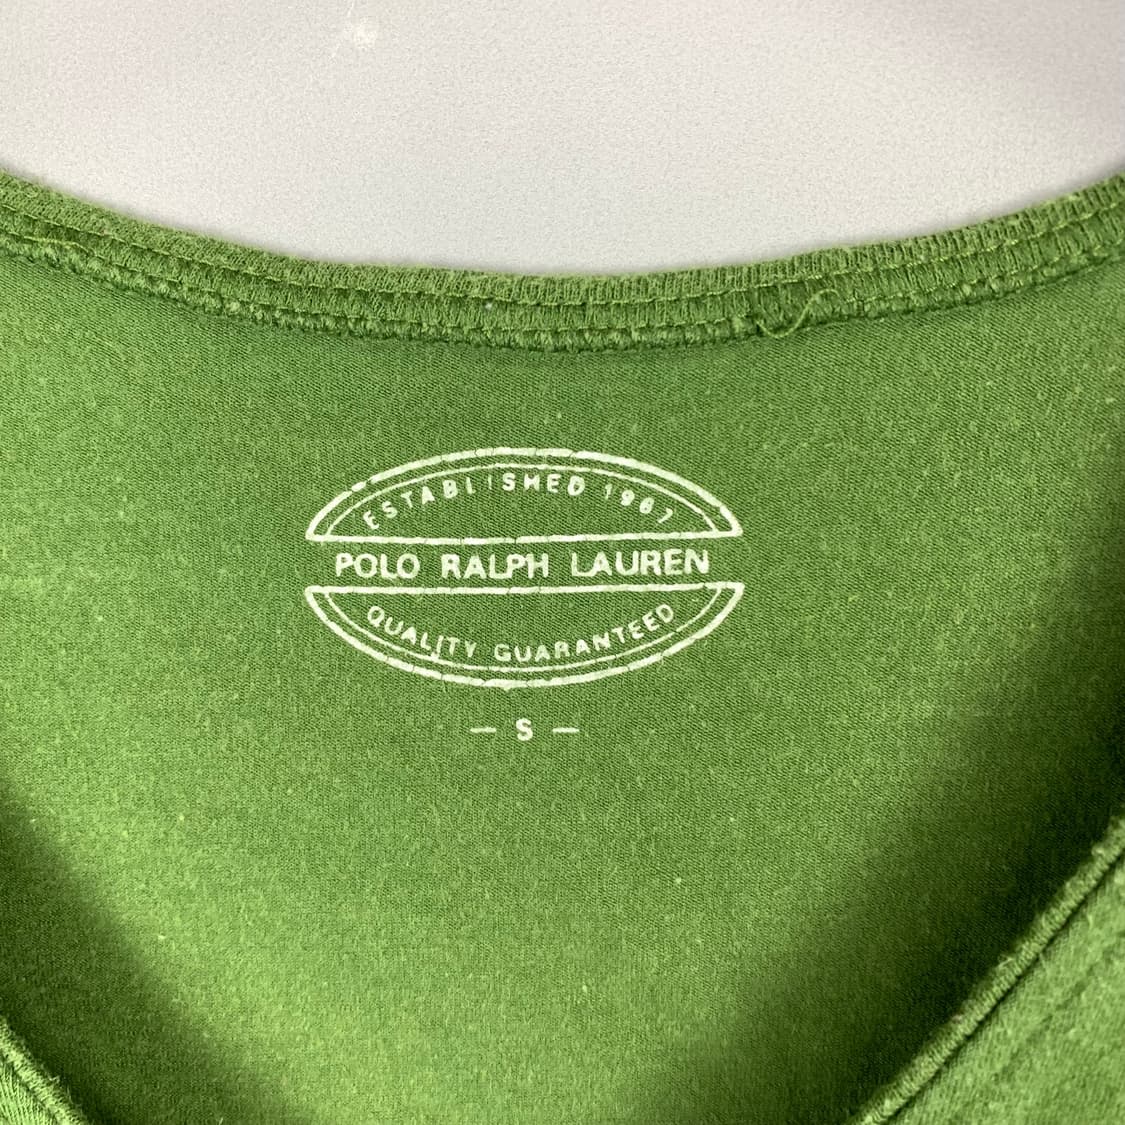 ESTABLISHED 1967
POLO RALPH LAUREN
QUALITY GUARANTEED
— S —